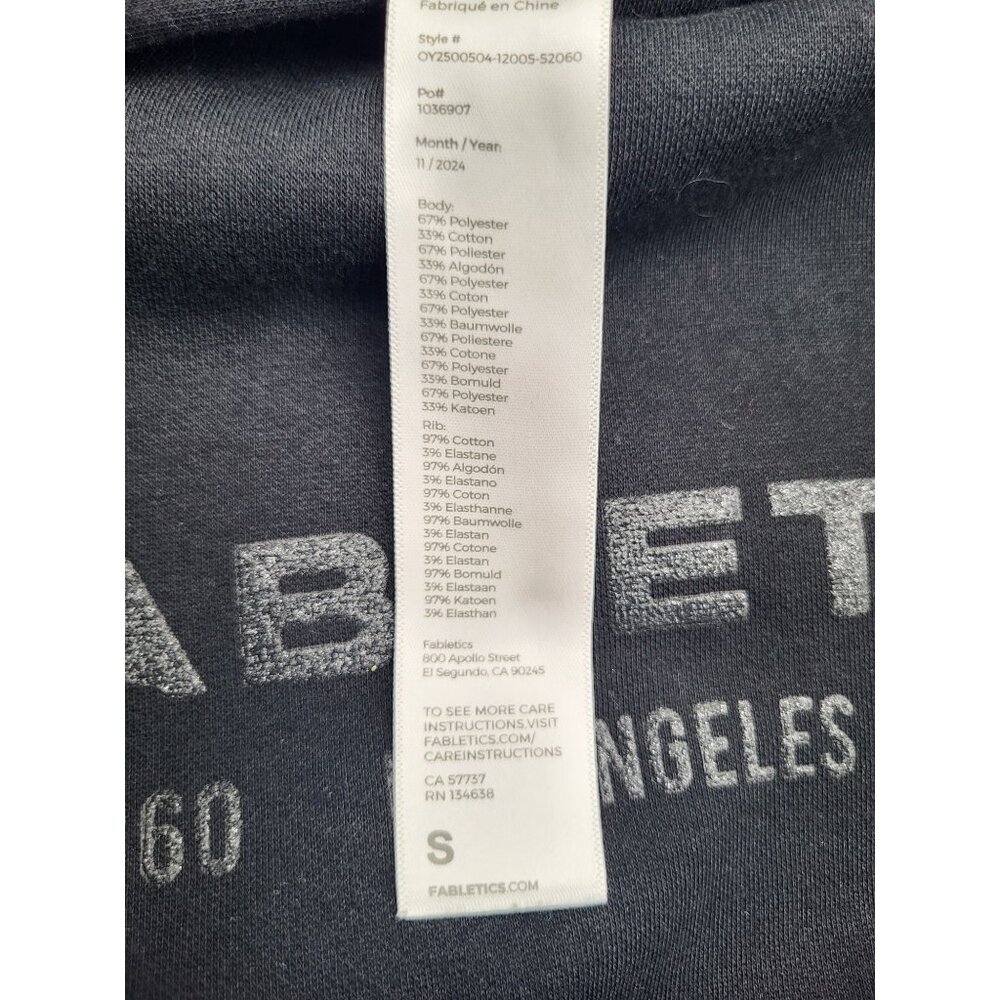 Fabriqué en Chine
Style #
OY2500504-12005-52060
Po#
1036907
Month / Year:
11 / 2024
Body:
67% Polyester
33% Cotton
67% Poliester
33% Algodón
67% Polyester
33% Coton
67% Polyester
33% Baumwolle
67% Poliestere
33% Cotone
67% Polyester
33% Bomuld
67% Polyester
33% Katoen
Rib:
97% Cotton
3% Elastane
97% Algodón
3% Elastano
97% Coton
3% Elasthanne
97% Baumwolle
3% Elastan
97% Cotone
3% Elastan
97% Bomuld
3% Elastaan
97% Katoen
3% Elasthan
Fabletics
800 Apollo Street
El Segundo, CA 90245
TO SEE MORE CARE
INSTRUCTIONS,VISIT
FABLETICS.COM/
CAREINSTRUCTIONS
CA 57737
RN 134638
S
FABLETICS.COM
AB ET
60 NGELES